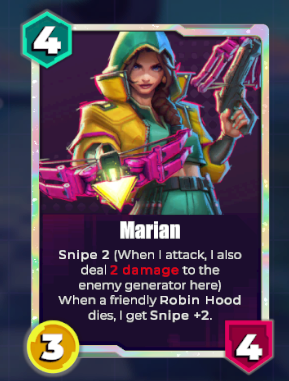 4
Marian
Snipe 2 (When I attack, I also
deal 2 damage to the
enemy generator here)
When a friendly Robin Hood
dies, I get Snipe +2.
3
4